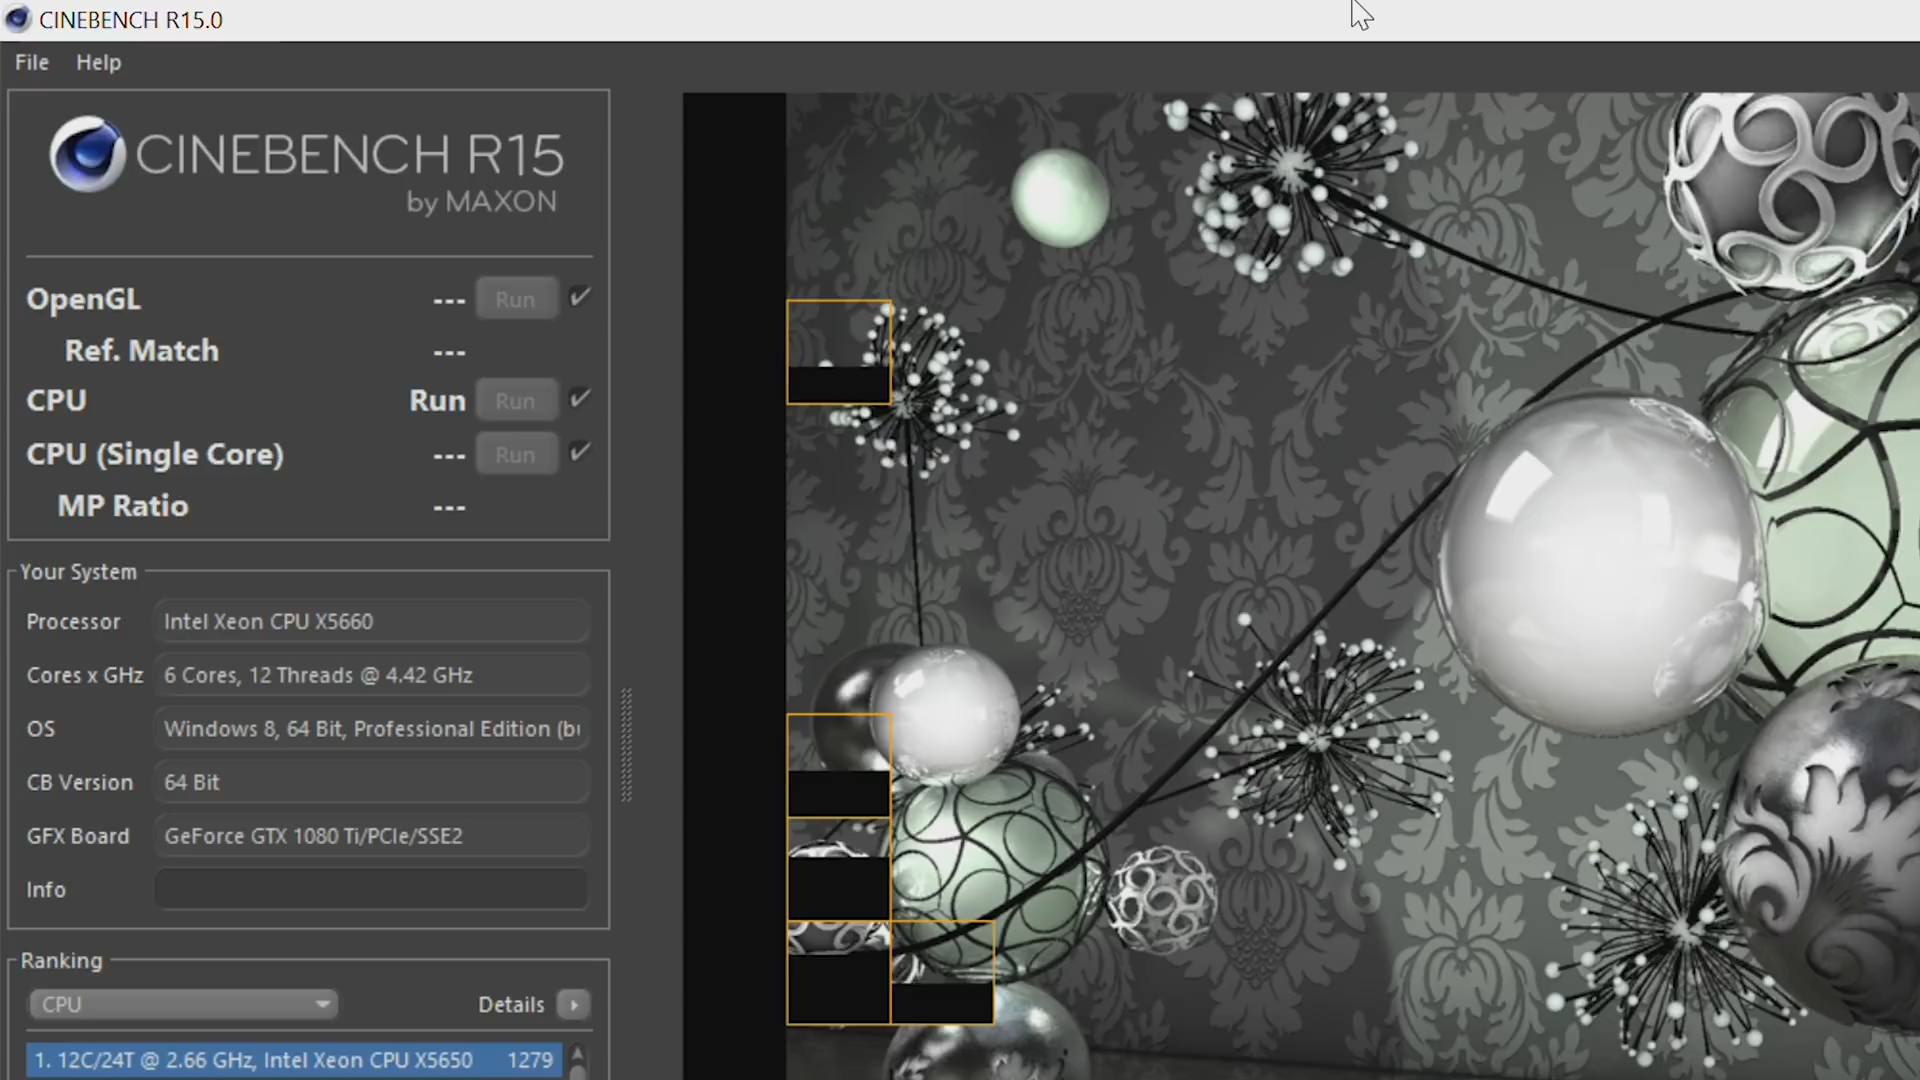 CINEBENCH R15.0
File Help
CINEBENCH R15
by MAXON
OpenGL --- Run
Ref. Match ---
CPU Run Run
CPU (Single Core) --- Run
MP Ratio ---
Your System
Processor Intel Xeon CPU X5660
Cores x GHz 6 Cores, 12 Threads @ 4.42 GHz
OS Windows 8, 64 Bit, Professional Edition (bu
CB Version 64 Bit
GFX Board GeForce GTX 1080 Ti/PCIe/SSE2
Info
Ranking
CPU Details
1. 12C/24T @ 2.66 GHz, Intel Xeon CPU X5650 1279